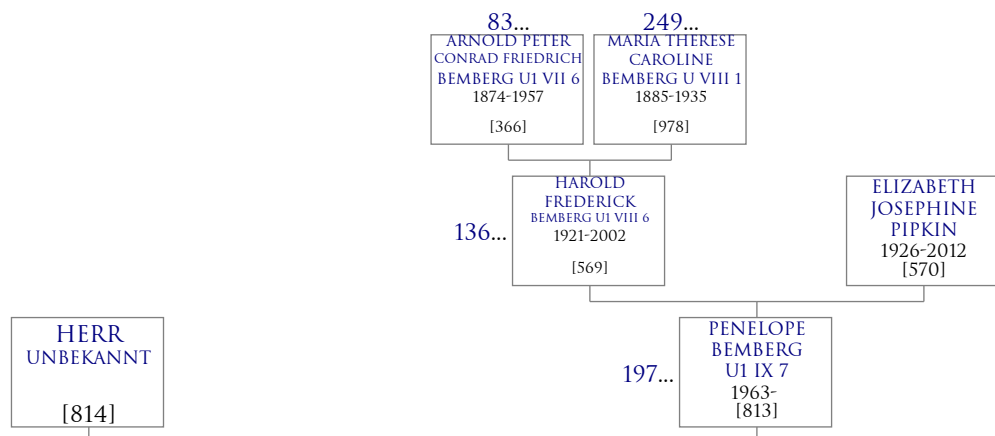 83...
249...
ARNOLD PETER
CONRAD FRIEDRICH
BEMBERG U1 VII 6
1874-1957
[366]
MARIA THERESE
CAROLINE
BEMBERG U VIII 1
1885-1935
[978]
136...
HAROLD
FREDERICK
BEMBERG U1 VIII 6
1921-2002
[569]
ELIZABETH
JOSEPHINE
PIPKIN
1926-2012
[570]
HERR
UNBEKANNT
[814]
197...
PENELOPE
BEMBERG
U1 IX 7
1963-
[813]